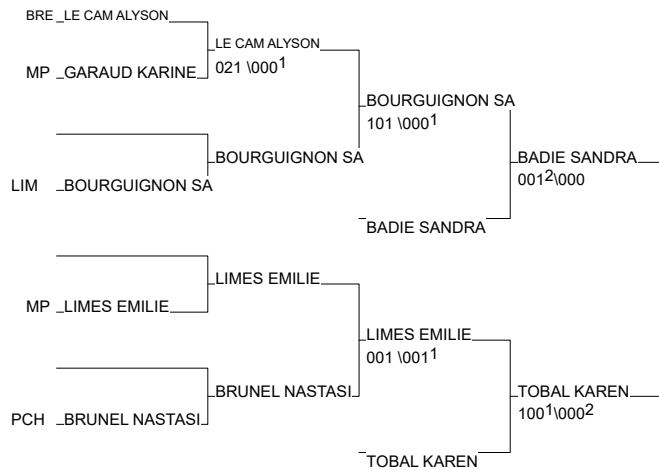 BRE LE CAM ALYSON
LE CAM ALYSON
021 \000¹
MP GARAUD KARINE
BOURGUIGNON SA
101 \000¹
BOURGUIGNON SA
BADIE SANDRA
001²\000
LIM BOURGUIGNON SA
BADIE SANDRA
LIMES EMILIE
MP LIMES EMILIE
LIMES EMILIE
001 \001¹
BRUNEL NASTASI
TOBAL KAREN
100¹\000²
PCH BRUNEL NASTASI
TOBAL KAREN